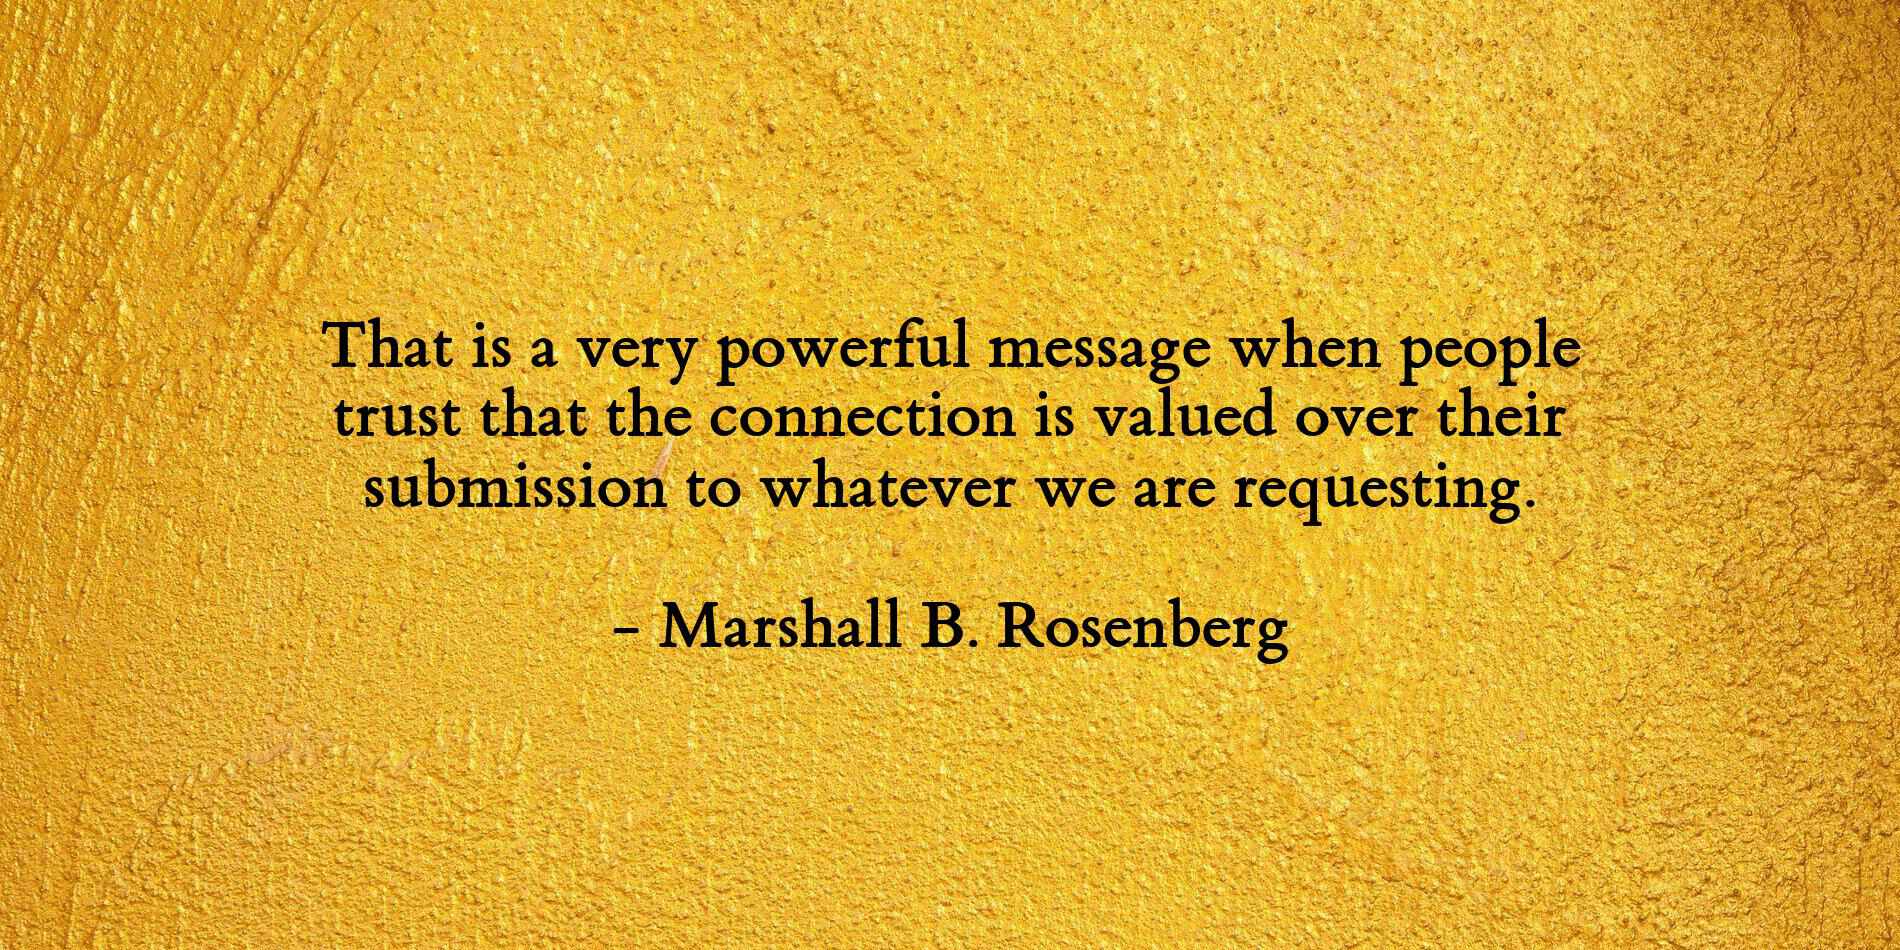 That is a very powerful message when people
trust that the connection is valued over their
submission to whatever we are requesting.
– Marshall B. Rosenberg